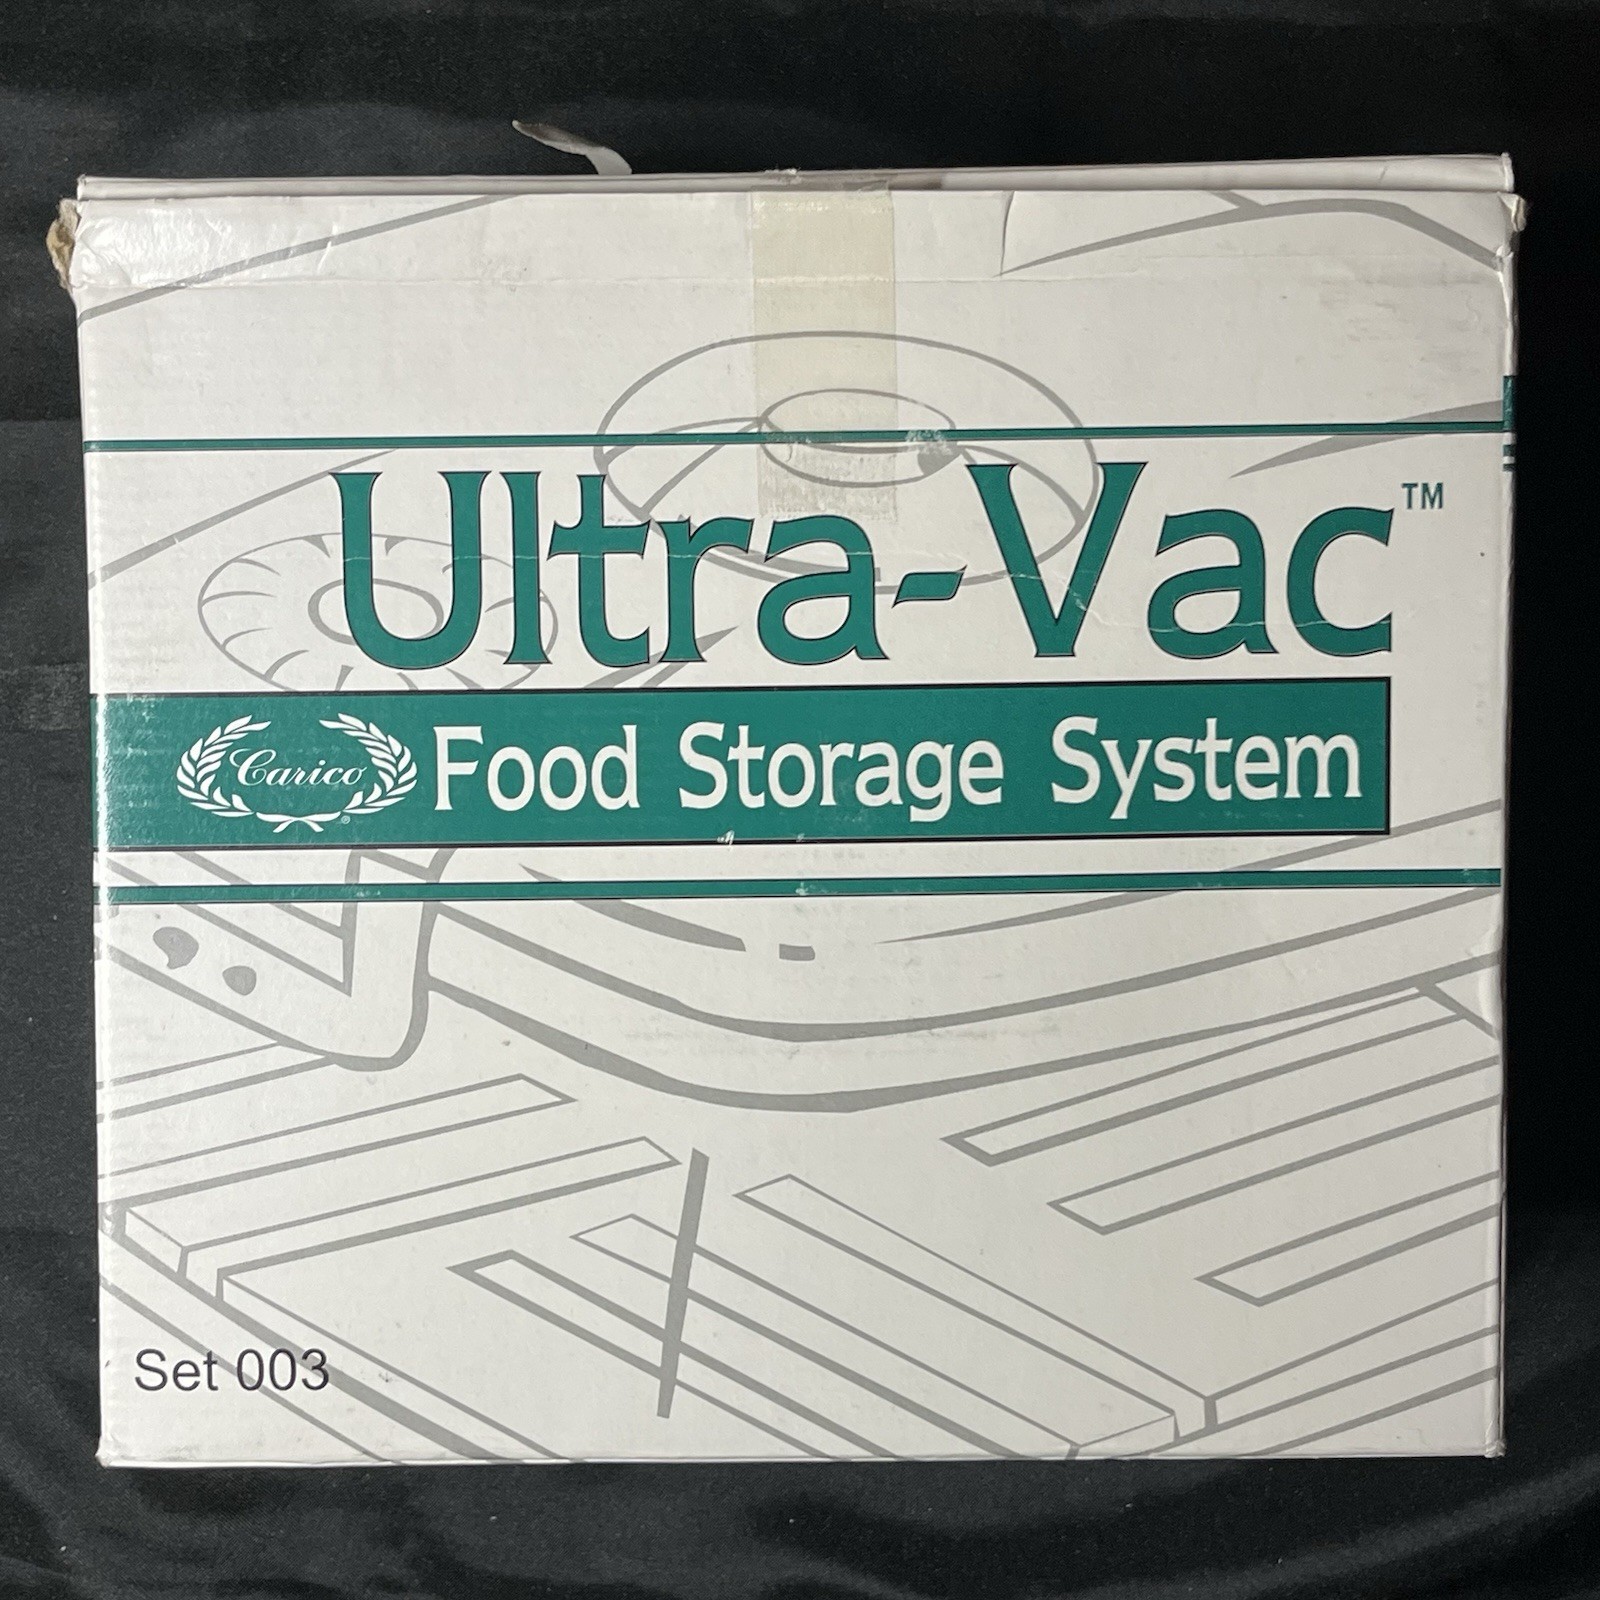 Ultra-Vac™
Carico® Food Storage System
Set 003